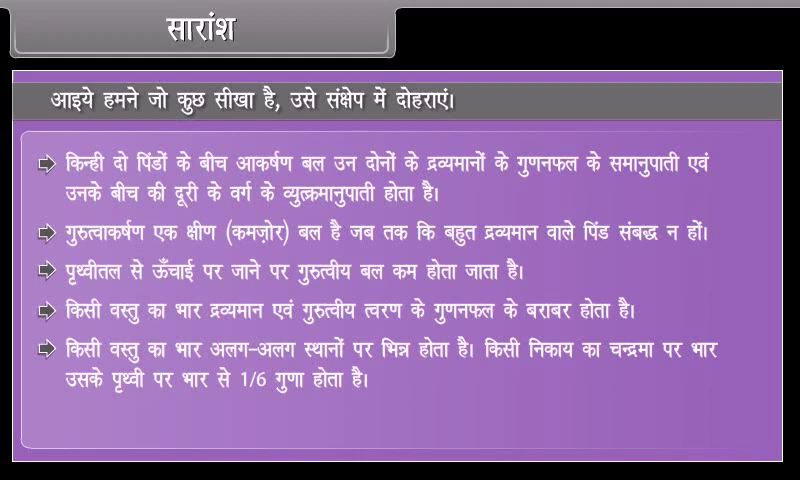 सारांश
आइये हमने जो कुछ सीखा है, उसे संक्षेप में दोहराएं।
किन्ही दो पिंडों के बीच आकर्षण बल उन दोनों के द्रव्यमानों के गुणनफल के समानुपाती एवं
उनके बीच की दूरी के वर्ग के व्युत्क्रमानुपाती होता है।
गुरुत्वाकर्षण एक क्षीण (कमज़ोर) बल है जब तक कि बहुत द्रव्यमान वाले पिंड संबद्ध न हों।
पृथ्वीतल से ऊँचाई पर जाने पर गुरुत्वीय बल कम होता जाता है।
किसी वस्तु का भार द्रव्यमान एवं गुरुत्वीय त्वरण के गुणनफल के बराबर होता है।
किसी वस्तु का भार अलग-अलग स्थानों पर भिन्न होता है। किसी निकाय का चन्द्रमा पर भार
उसके पृथ्वी पर भार से 1/6 गुणा होता है।